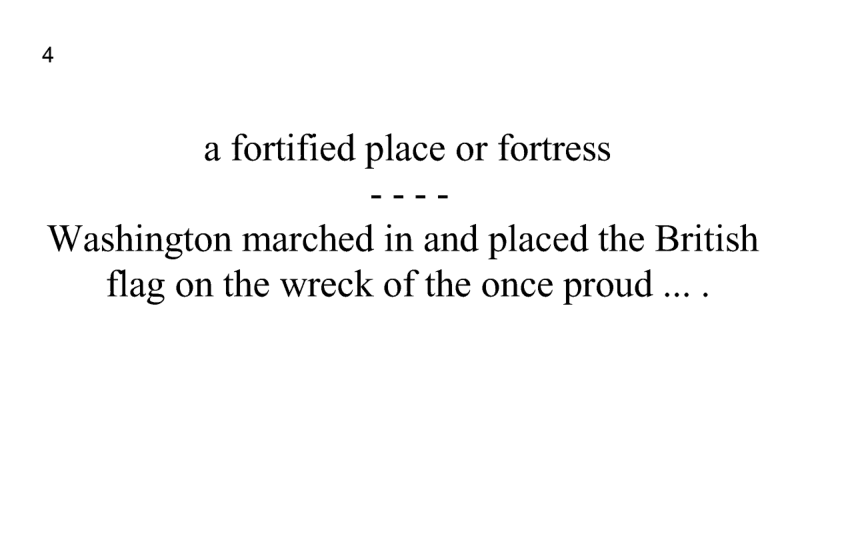 4
a fortified place or fortress
- - - -
Washington marched in and placed the British
flag on the wreck of the once proud ... .